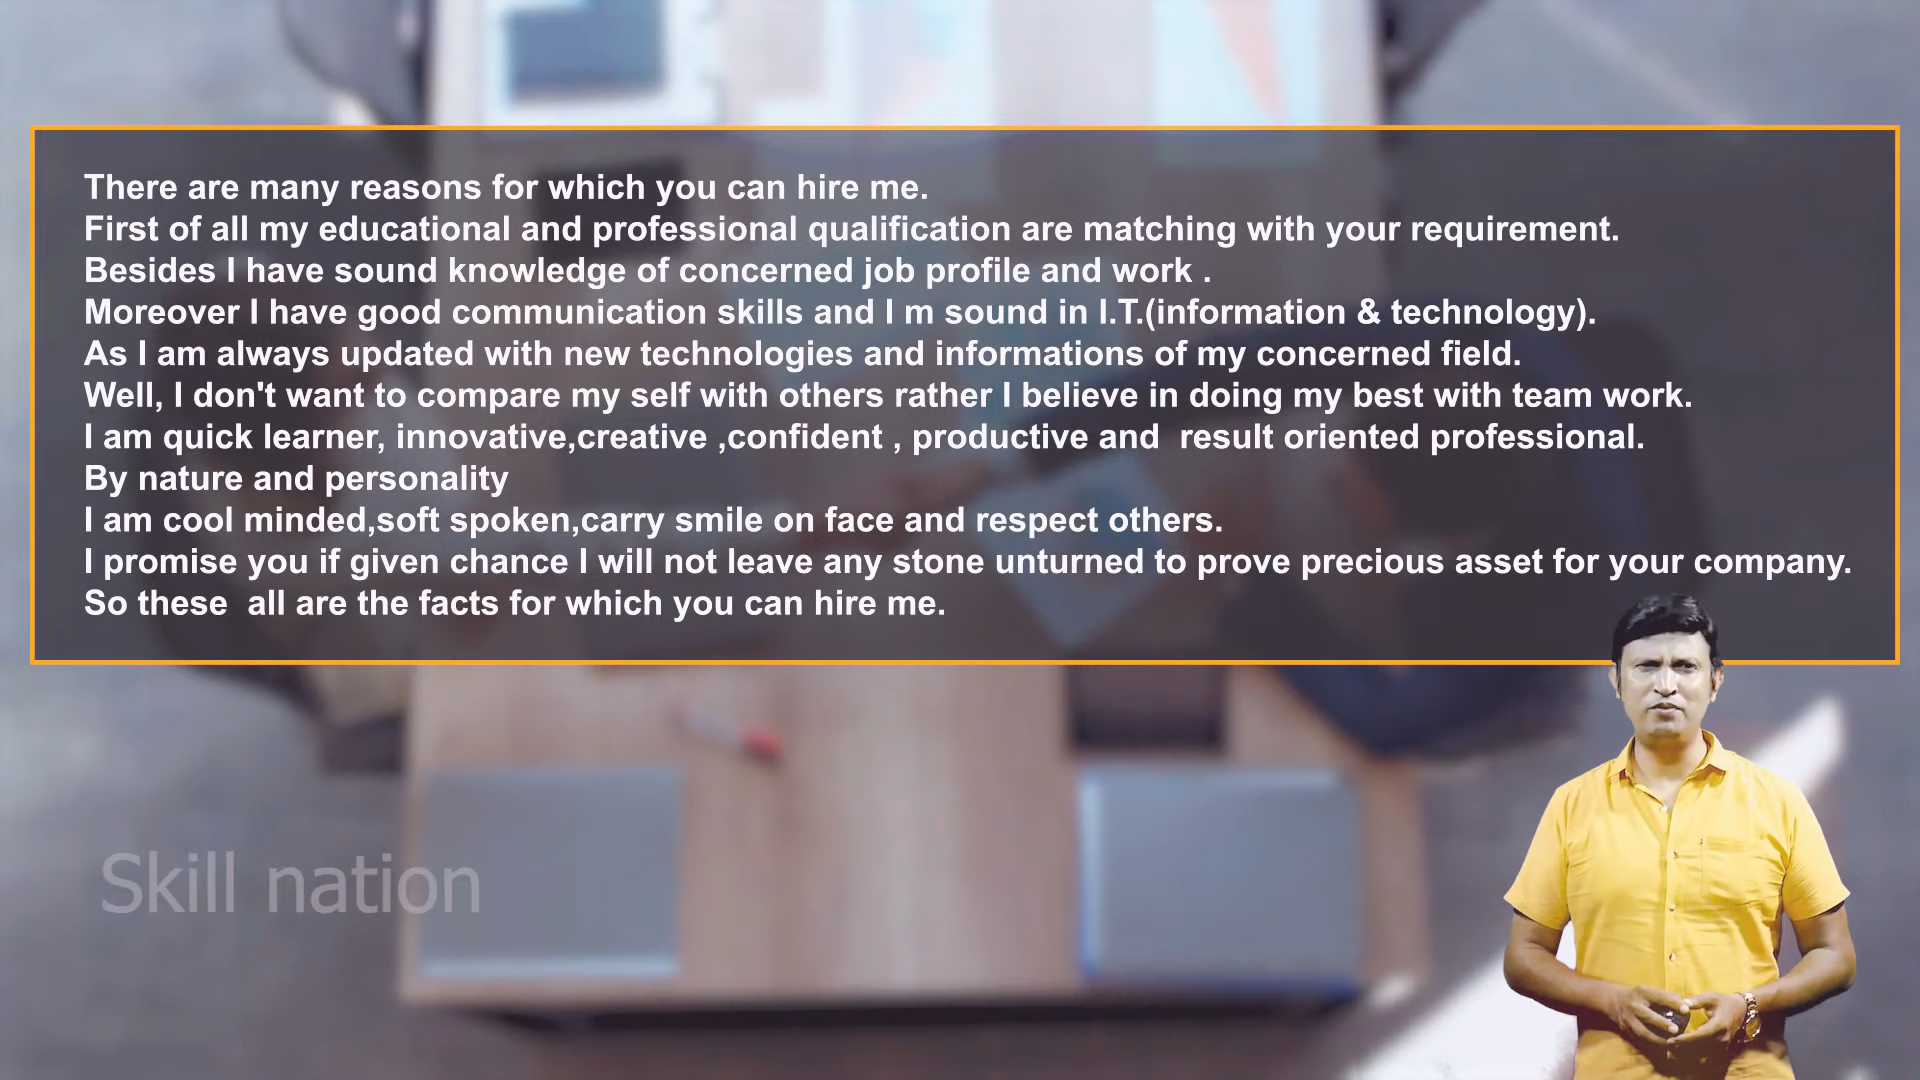 There are many reasons for which you can hire me.
First of all my educational and professional qualification are matching with your requirement.
Besides I have sound knowledge of concerned job profile and work .
Moreover I have good communication skills and I m sound in I.T.(information & technology).
As I am always updated with new technologies and informations of my concerned field.
Well, I don't want to compare my self with others rather I believe in doing my best with team work.
I am quick learner, innovative,creative ,confident , productive and  result oriented professional.
By nature and personality
I am cool minded,soft spoken,carry smile on face and respect others.
I promise you if given chance I will not leave any stone unturned to prove precious asset for your company.
So these  all are the facts for which you can hire me.
Skill nation